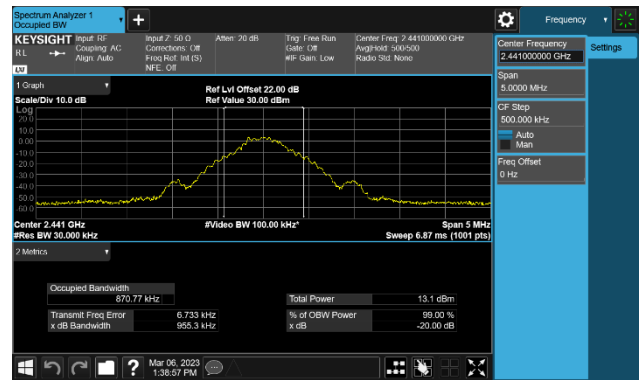 Spectrum Analyzer 1
Occupied BW
Frequency
KEYSIGHT
RL
Input: RF
Coupling: AC
Align: Auto
Input Z: 50 Ω
Corrections: Off
Freq Ref: Int (S)
NFE: Off
Atten: 20 dB
Trig: Free Run
Gate: Off
#IF Gain: Low
Center Freq: 2.441000000 GHz
Avg|Hold: 500/500
Radio Std: None
LXI
Center Frequency
2.441000000 GHz
Settings
Span
5.0000 MHz
CF Step
500.000 kHz
Auto
Man
Freq Offset
0 Hz
1 Graph
Scale/Div 10.0 dB
Ref Lvl Offset 22.00 dB
Ref Value 30.00 dBm
Log
20.0
10.0
0.00
-10.0
-20.0
-30.0
-40.0
-50.0
-60.0
Center 2.441 GHz
#Res BW 30.000 kHz
#Video BW 100.00 kHz*
Span 5 MHz
Sweep 6.87 ms (1001 pts)
2 Metrics
Occupied Bandwidth
870.77 kHz
Total Power 13.1 dBm
Transmit Freq Error 6.733 kHz
% of OBW Power 99.00 %
x dB Bandwidth 955.3 kHz
x dB -20.00 dB
?
Mar 06, 2023
1:38:57 PM